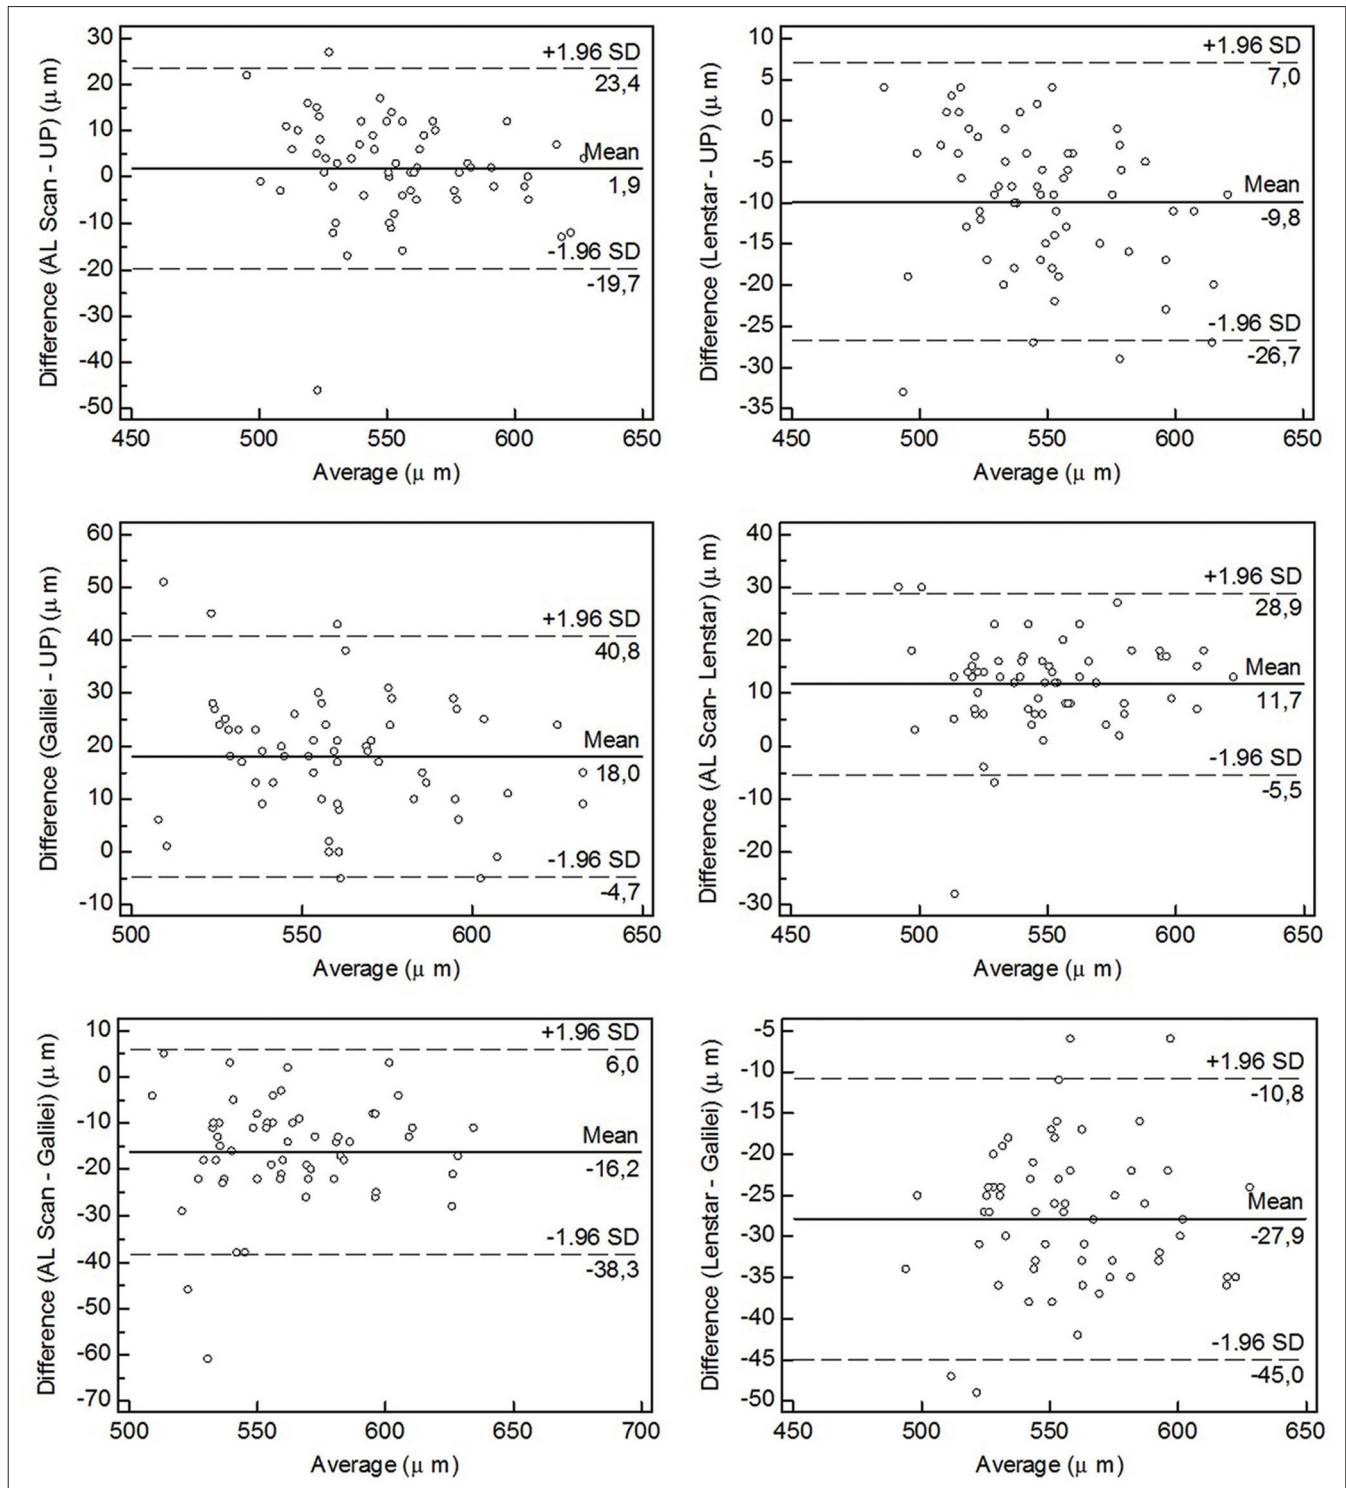 Difference (AL Scan - UP) (μ m)
30
20
10
0
-10
-20
-30
-40
-50
+1.96 SD
23,4
Mean
1,9
-1.96 SD
-19,7
450 500 550 600 650
Average (μ m)
Difference (Lenstar - UP) (μ m)
10
5
0
-5
-10
-15
-20
-25
-30
-35
+1.96 SD
7,0
Mean
-9,8
-1.96 SD
-26,7
450 500 550 600 650
Average (μ m)
Difference (Galilei - UP) (μ m)
60
50
40
30
20
10
0
-10
+1.96 SD
40,8
Mean
18,0
-1.96 SD
-4,7
500 550 600 650
Average (μ m)
Difference (AL Scan- Lenstar) (μ m)
40
30
20
10
0
-10
-20
-30
+1.96 SD
28,9
Mean
11,7
-1.96 SD
-5,5
450 500 550 600 650
Average (μ m)
Difference (AL Scan - Galilei) (μ m)
10
0
-10
-20
-30
-40
-50
-60
-70
+1.96 SD
6,0
Mean
-16,2
-1.96 SD
-38,3
500 550 600 650 700
Average (μ m)
Difference (Lenstar - Galilei) (μ m)
-5
-10
-15
-20
-25
-30
-35
-40
-45
-50
+1.96 SD
-10,8
Mean
-27,9
-1.96 SD
-45,0
450 500 550 600 650
Average (μ m)